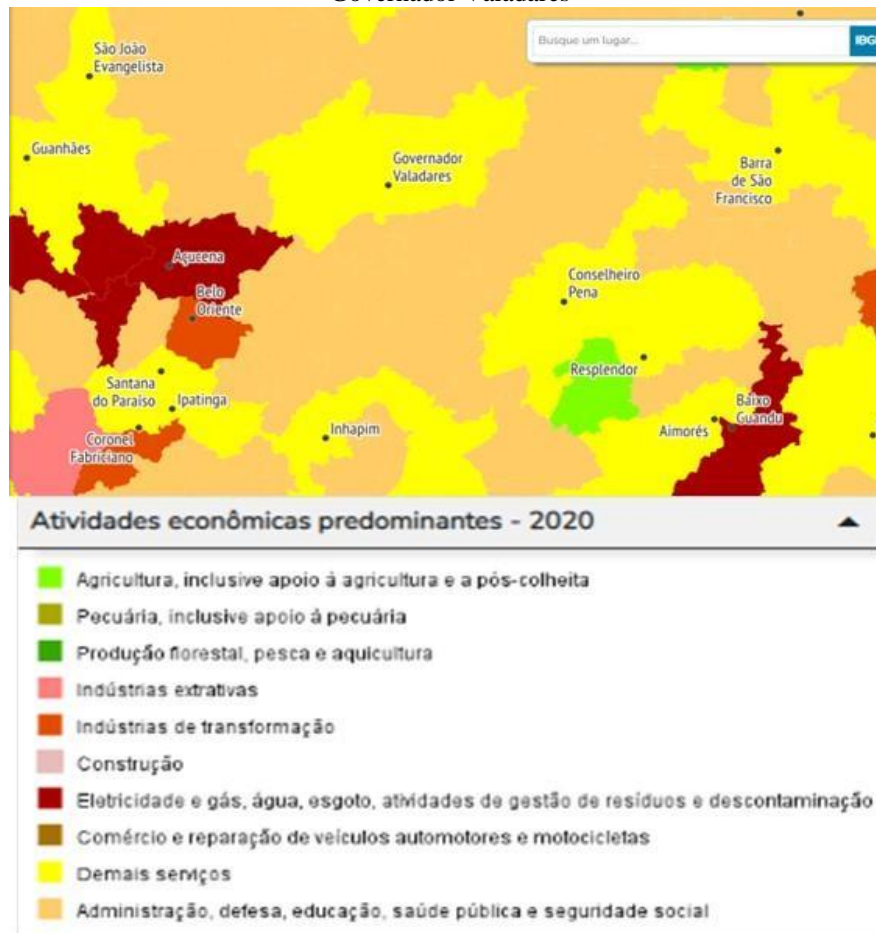 Governador Valadares
São João
Evangelista
Busque um lugar...
IBG
Guanhães
Governador
Valadares
Barra
de São
Francisco
Açucena
Belo
Oriente
Conselheiro
Pena
Resplendor
Santana
do Paraíso
Ipatinga
Inhapim
Coronel
Fabriciano
Aimorés
Baixo
Guandu
Atividades econômicas predominantes - 2020
Agricultura, inclusive apoio á agricultura e a pós-colheita
Pecuária, inclusive apoio á pecuária
Produção florestal, pesca e aquicultura
Indústrias extrativas
Indústrias de transformação
Construção
Eletricidade e gás, água, esgoto, atividades de gestão de resíduos e descontaminação
Comércio e reparação de veículos automotores e motocicletas
Demais serviços
Administração, defesa, educação, saúde pública e seguridade social